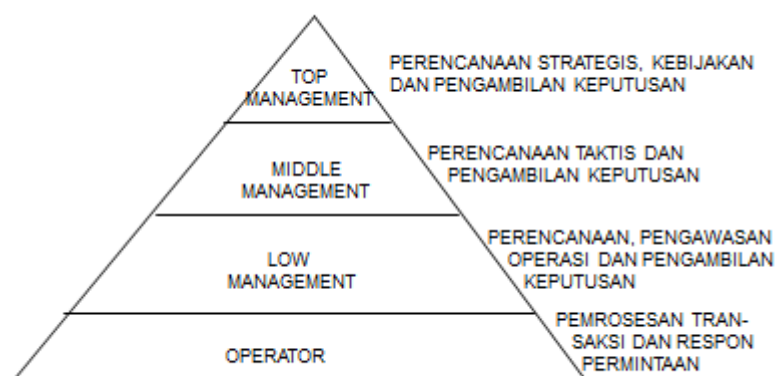 TOP
MANAGEMENT
PERENCANAAN STRATEGIS, KEBIJAKAN
DAN PENGAMBILAN KEPUTUSAN
MIDDLE
MANAGEMENT
PERENCANAAN TAKTIS DAN
PENGAMBILAN KEPUTUSAN
LOW
MANAGEMENT
PERENCANAAN, PENGAWASAN
OPERASI DAN PENGAMBILAN
KEPUTUSAN
OPERATOR
PEMROSESAN TRAN-
SAKSI DAN RESPON
PERMINTAAN